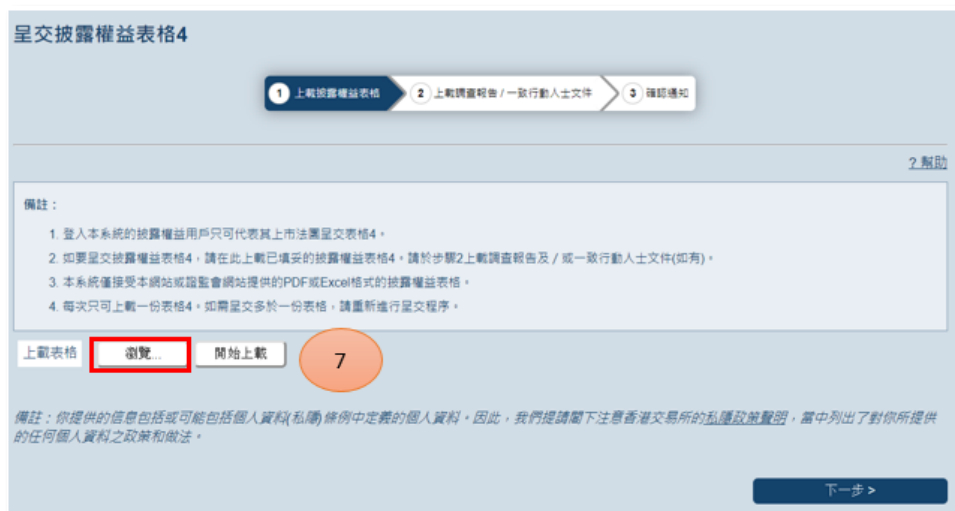 呈交披露權益表格4
1 上載披露權益表格 2 上載調查報告 / 一致行動人士文件 3 確認通知
? 幫助
備註：
1. 登入本系統的披露權益用戶只可代表其上市法團呈交表格4。
2. 如要呈交披露權益表格4，請在此上載已填妥的披露權益表格4。請於步驟2上載調查報告及 / 或一致行動人士文件(如有)。
3. 本系統僅接受本網站或證監會網站提供的PDF或Excel格式的披露權益表格。
4. 每次只可上載一份表格4。如需呈交多於一份表格，請重新進行呈交程序。
上載表格 瀏覽... 開始上載 7
備註：你提供的信息包括或可能包括個人資料(私隱)條例中定義的個人資料。因此，我們提請閣下注意香港交易所的私隱政策聲明，當中列出了對你所提供
的任何個人資料之政策和做法。
下一步 >